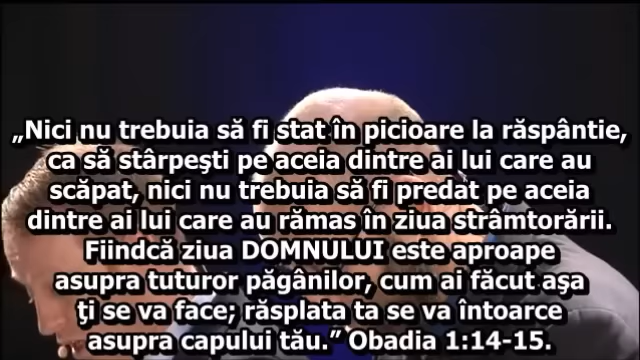 „Nici nu trebuia să fi stat în picioare la răspântie,
ca să stârpeşti pe aceia dintre ai lui care au
scăpat, nici nu trebuia să fi predat pe aceia
dintre ai lui care au rămas în ziua strâmtorării.
Fiindcă ziua DOMNULUI este aproape
asupra tuturor păgânilor, cum ai făcut aşa
ţi se va face; răsplata ta se va întoarce
asupra capului tău.” Obadia 1:14-15.